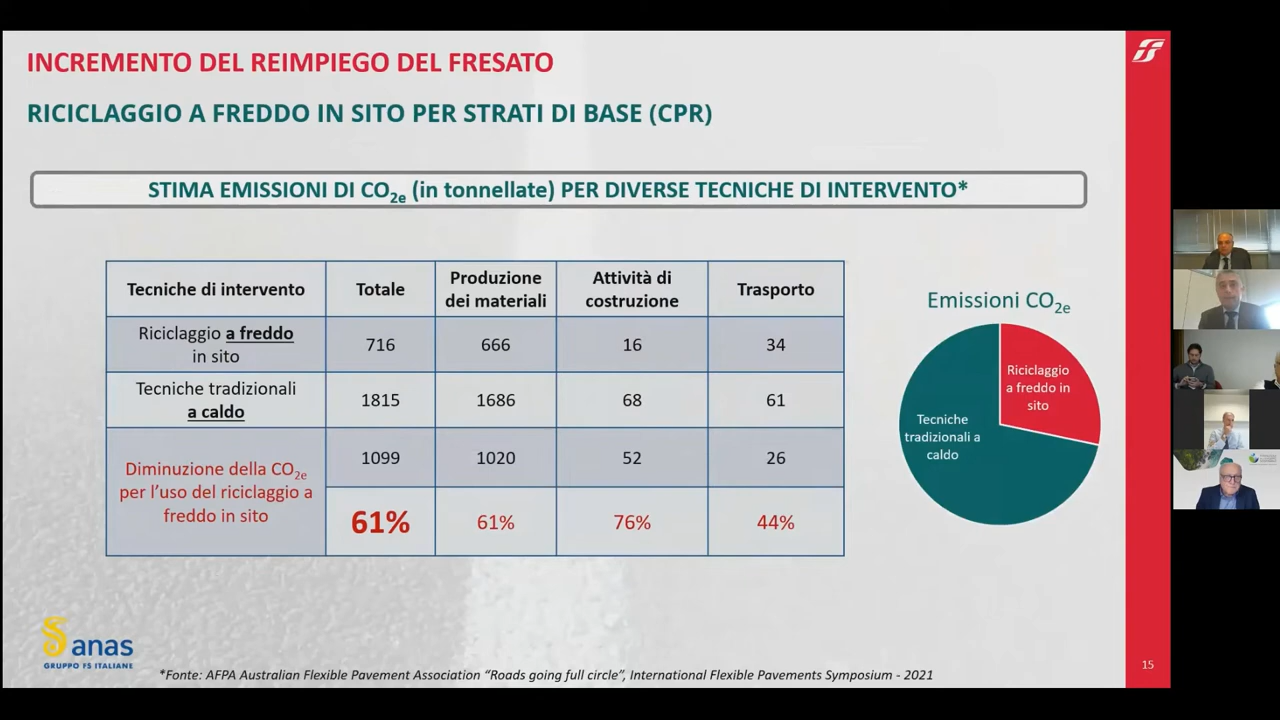 INCREMENTO DEL REIMPIEGO DEL FRESATO
RICICLAGGIO A FREDDO IN SITO PER STRATI DI BASE (CPR)
STIMA EMISSIONI DI CO2e (in tonnellate) PER DIVERSE TECNICHE DI INTERVENTO*
Tecniche di intervento
Totale
Produzione
dei materiali
Attività di
costruzione
Trasporto
Riciclaggio a freddo
in sito
716
666
16
34
Tecniche tradizionali
a caldo
1815
1686
68
61
Diminuzione della CO2e
per l'uso del riciclaggio a
freddo in sito
1099
1020
52
26
61%
61%
76%
44%
Emissioni CO2e
Riciclaggio
a freddo in
sito
Tecniche
tradizionali a
caldo
anas
GRUPPO FS ITALIANE
*Fonte: AFPA Australian Flexible Pavement Association “Roads going full circle”, International Flexible Pavements Symposium - 2021
15